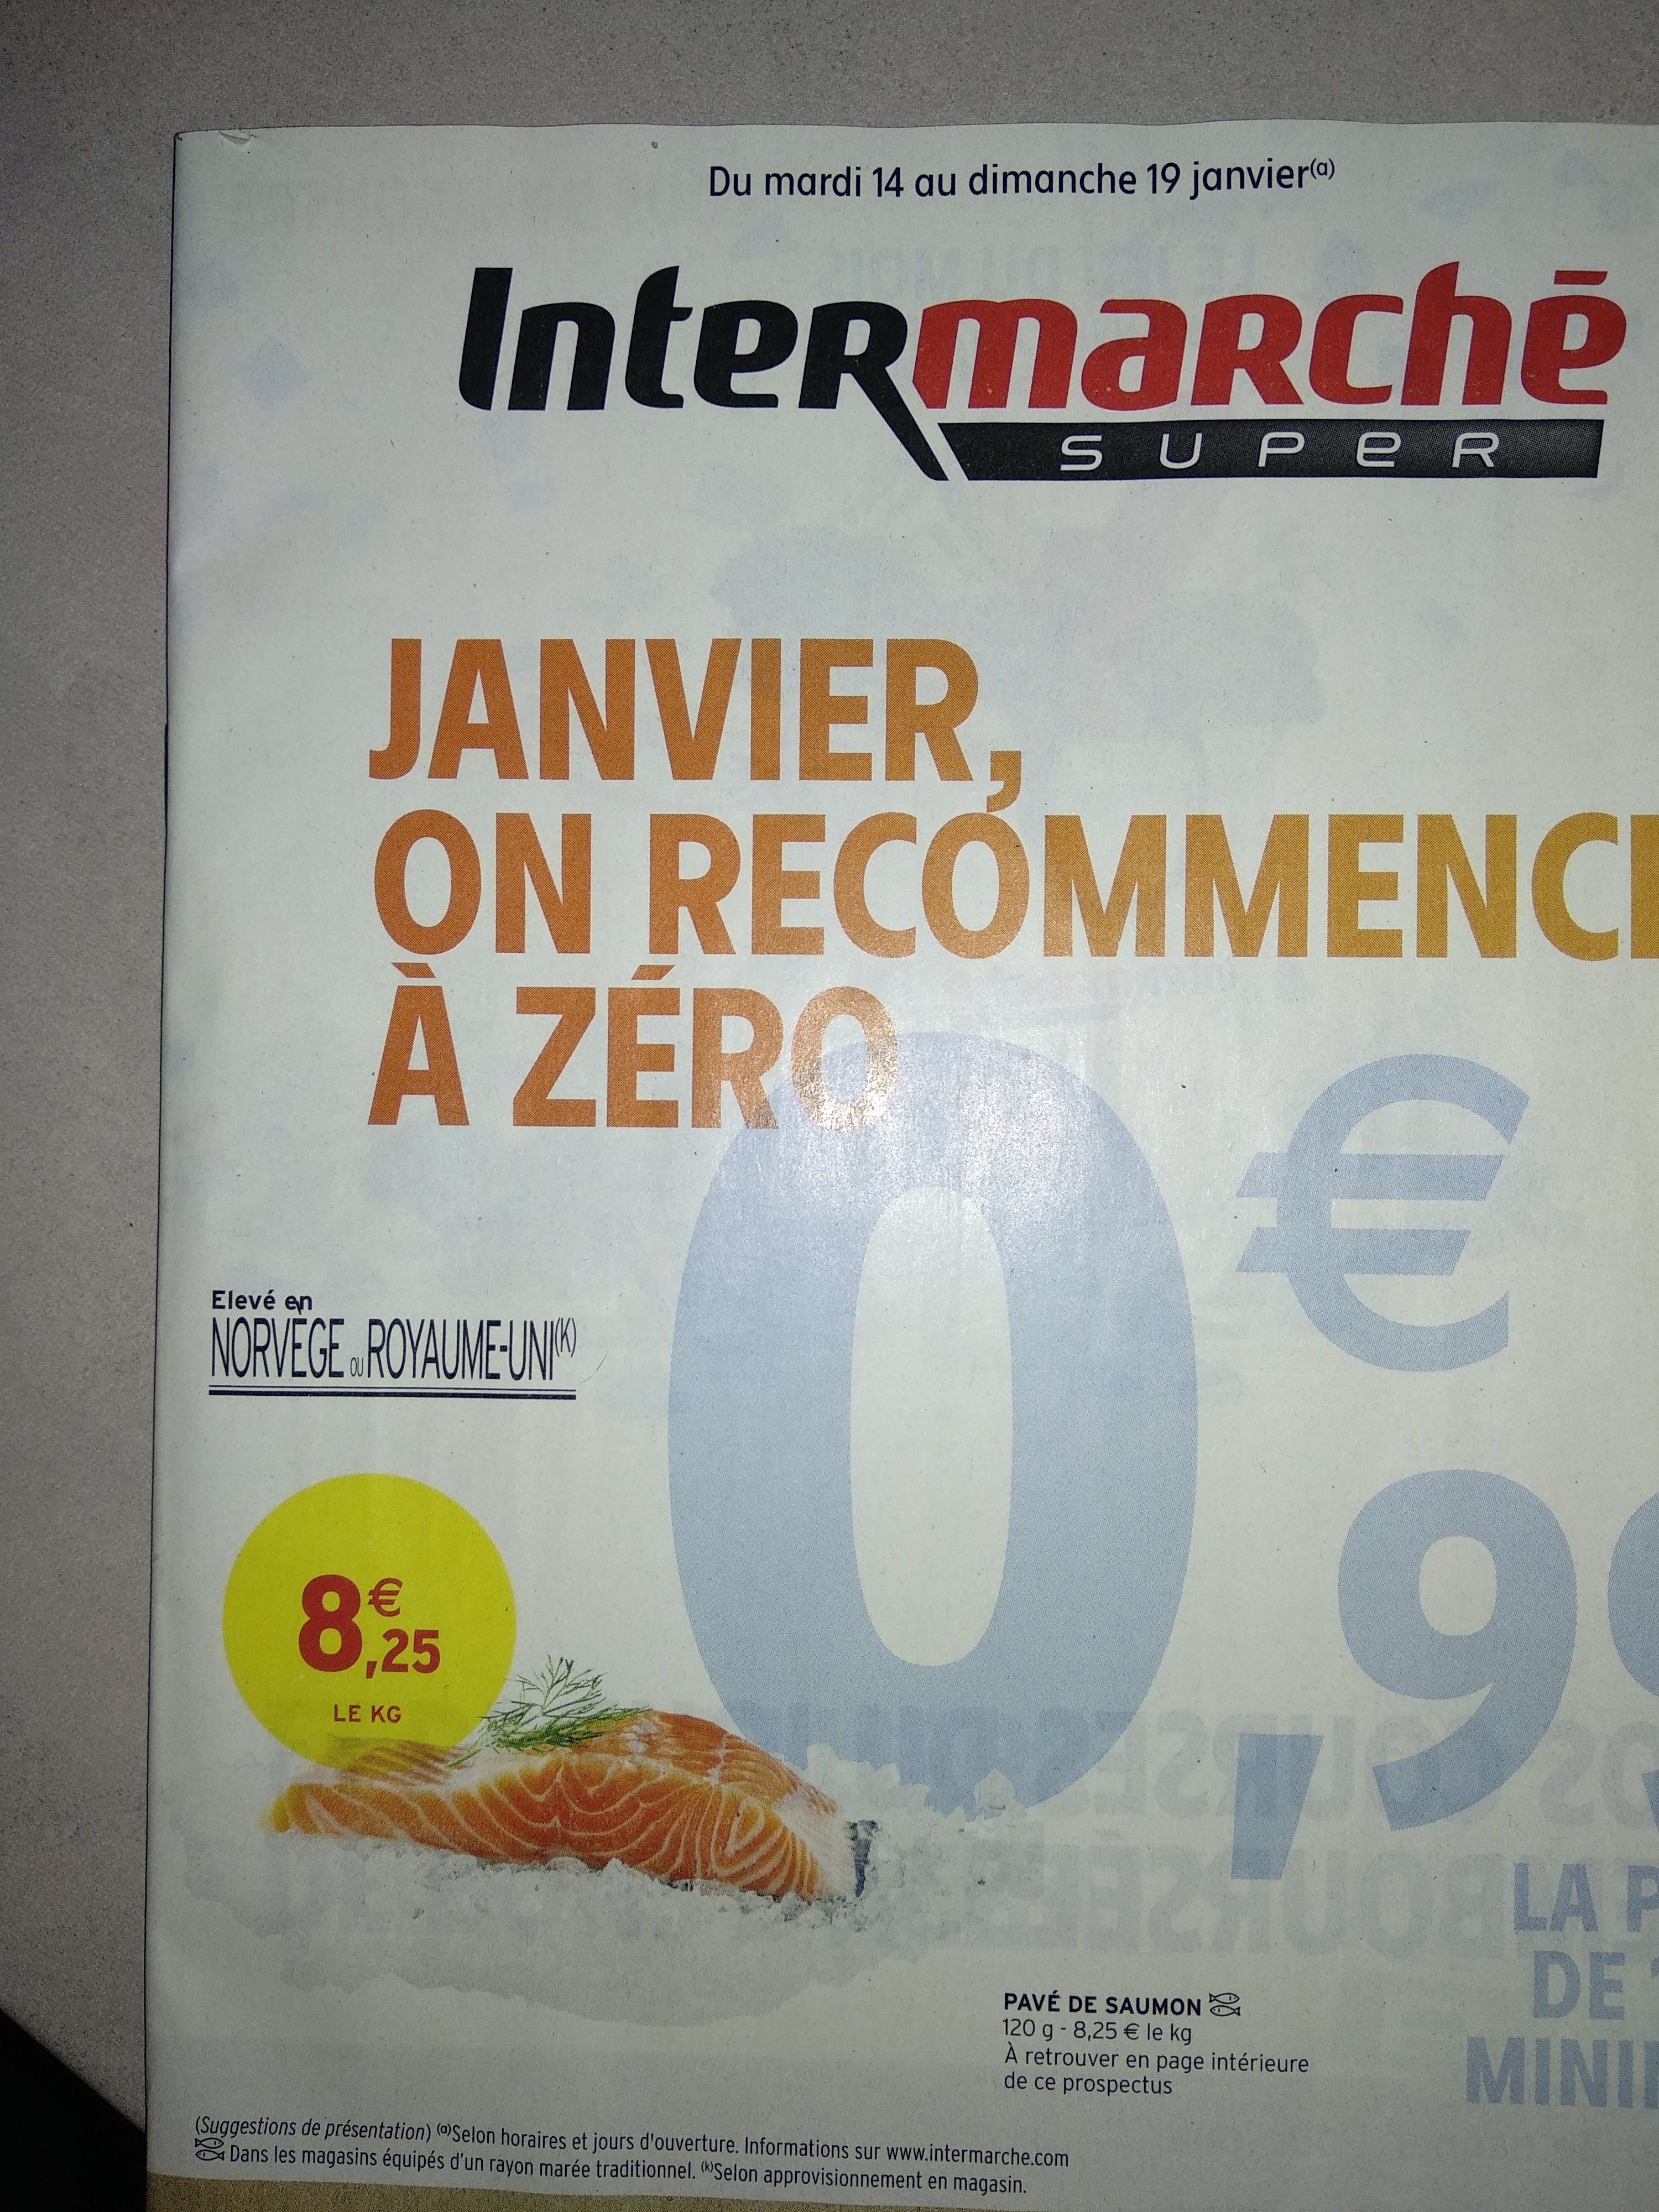 Du mardi 14 au dimanche 19 janvier(a)
Intermarché
SUPER
JANVIER,
ON RECOMMENC
À ZÉRO
0€
,99
Elevé en
NORVÈGE OU ROYAUME-UNI(K)
8€
,25
LE KG
LA P
DE
MINI
PAVÉ DE SAUMON
120 g - 8,25 € le kg
À retrouver en page intérieure
de ce prospectus
(Suggestions de présentation) (a)Selon horaires et jours d'ouverture. Informations sur www.intermarche.com
Dans les magasins équipés d'un rayon marée traditionnel. (k)Selon approvisionnement en magasin.